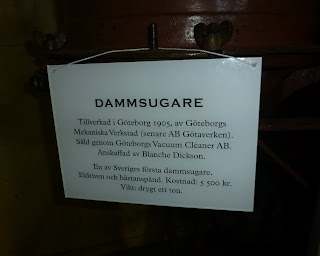 DAMMSUGARE
Tillverkad i Göteborg 1905, av Göteborgs
Mekaniska Verkstad (senare AB Götaverken).
Såld genom Göteborgs Vacuum Cleaner AB.
Anskaffad av Blanche Dickson.
En av Sveriges första dammsugare.
Eldriven och hästanspänd. Kostnad: 5 500 kr.
Vikt: drygt ett ton.